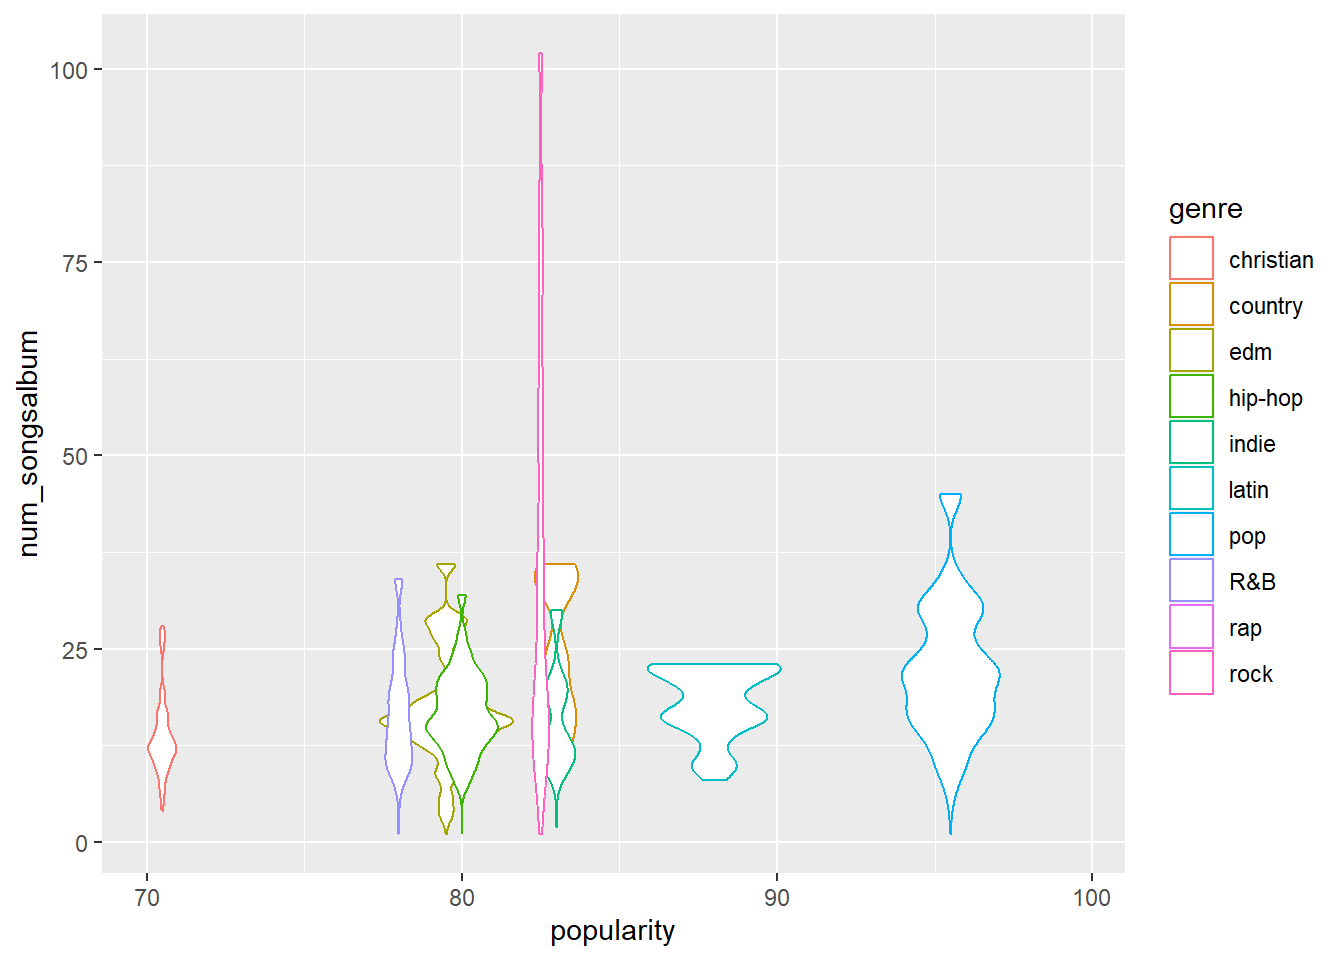 100
75
50
25
0
num_songsalbum
70 80 90 100
popularity
genre
christian
country
edm
hip-hop
indie
latin
pop
R&B
rap
rock